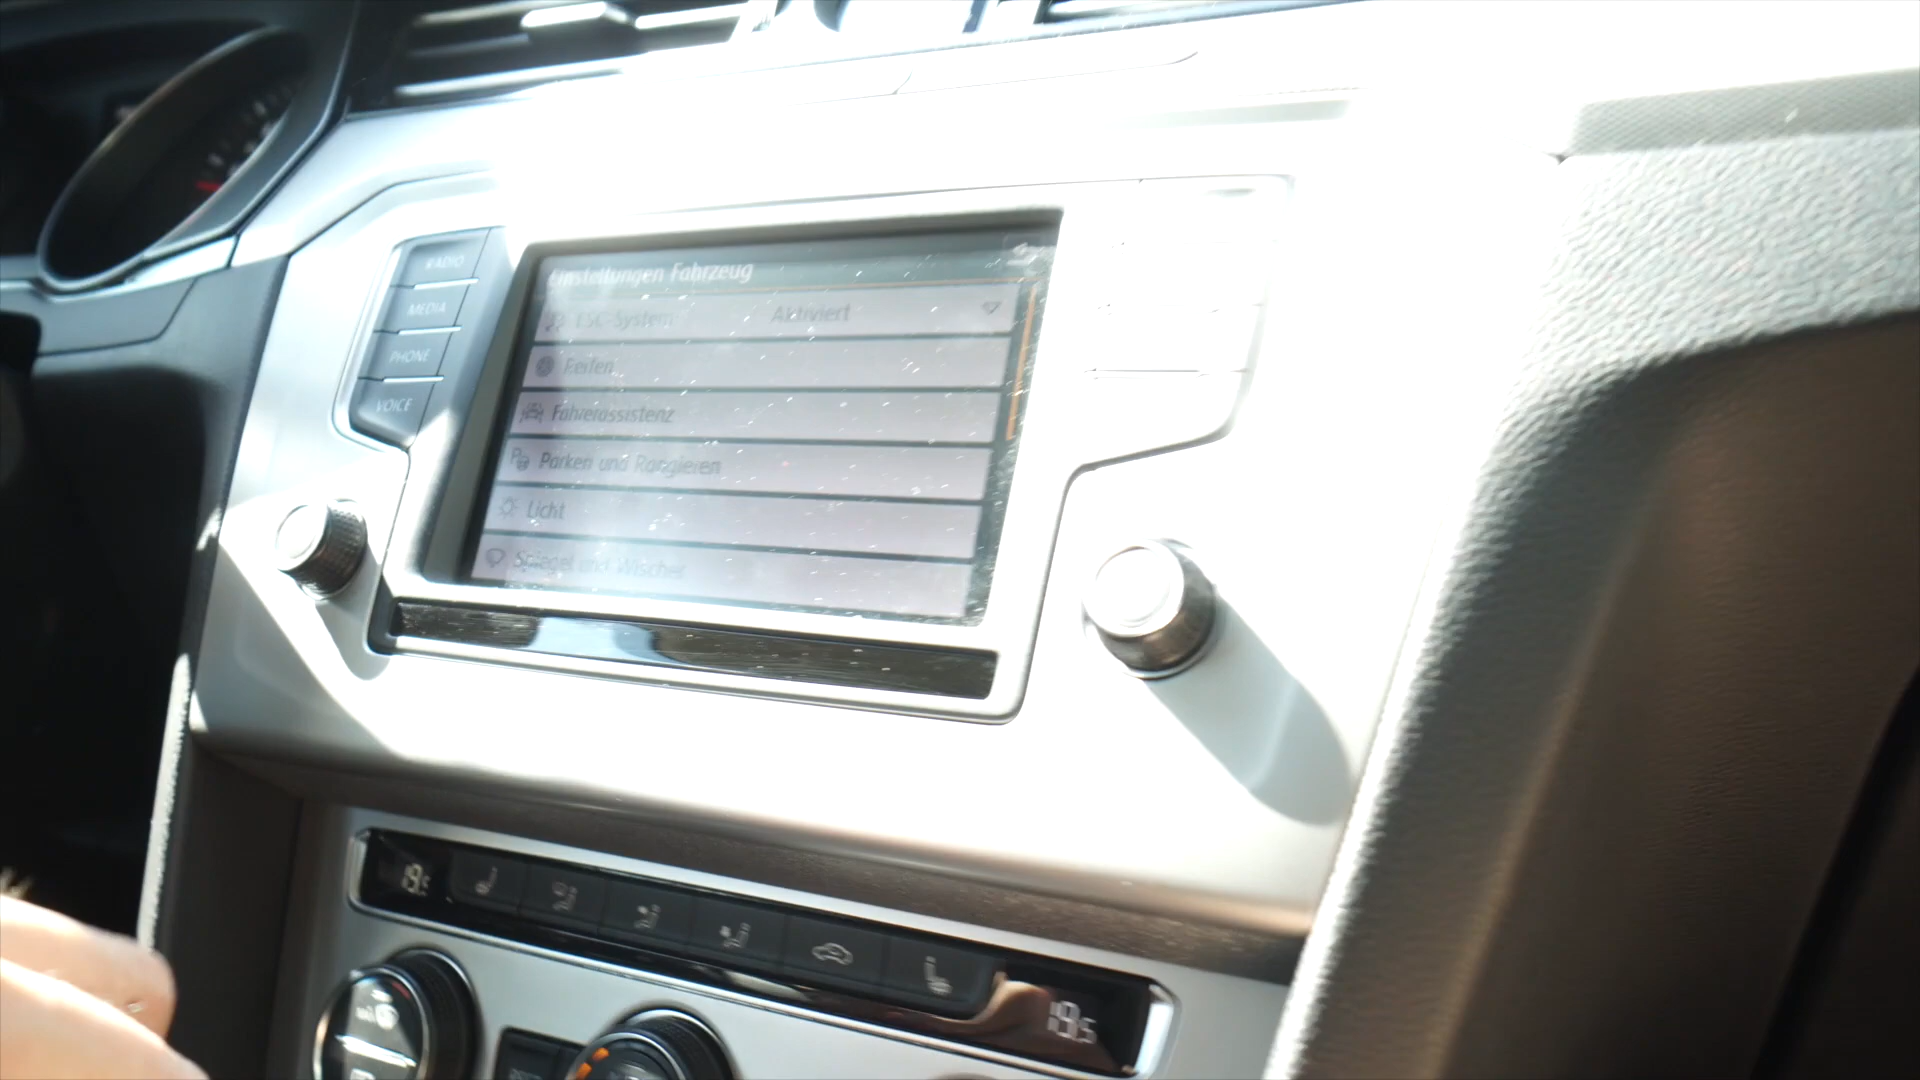 RADIO
MEDIA
PHONE
VOICE
Einstellungen Fahrzeug
ESC-System Aktiviert
Reifen
Fahrerassistenz
Parken und Rangieren
Licht
Spiegel und Wischer
19.5
19.5